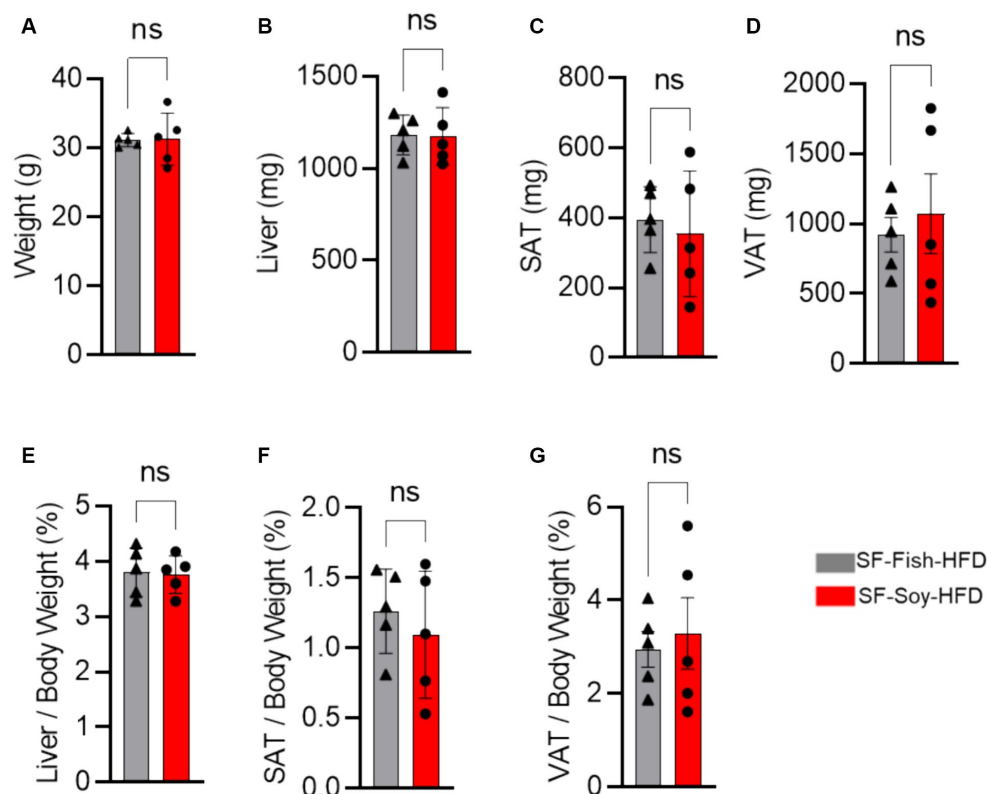 A
ns
Weight (g)
40
30
20
10
0
B
ns
Liver (mg)
1500
1000
500
0
C
ns
SAT (mg)
800
600
400
200
0
D
ns
VAT (mg)
2000
1500
1000
500
0
E
ns
Liver / Body Weight (%)
5
4
3
2
1
0
F
ns
SAT / Body Weight (%)
2.0
1.5
1.0
0.5
0.0
G
ns
VAT / Body Weight (%)
6
4
2
0
SF-Fish-HFD
SF-Soy-HFD